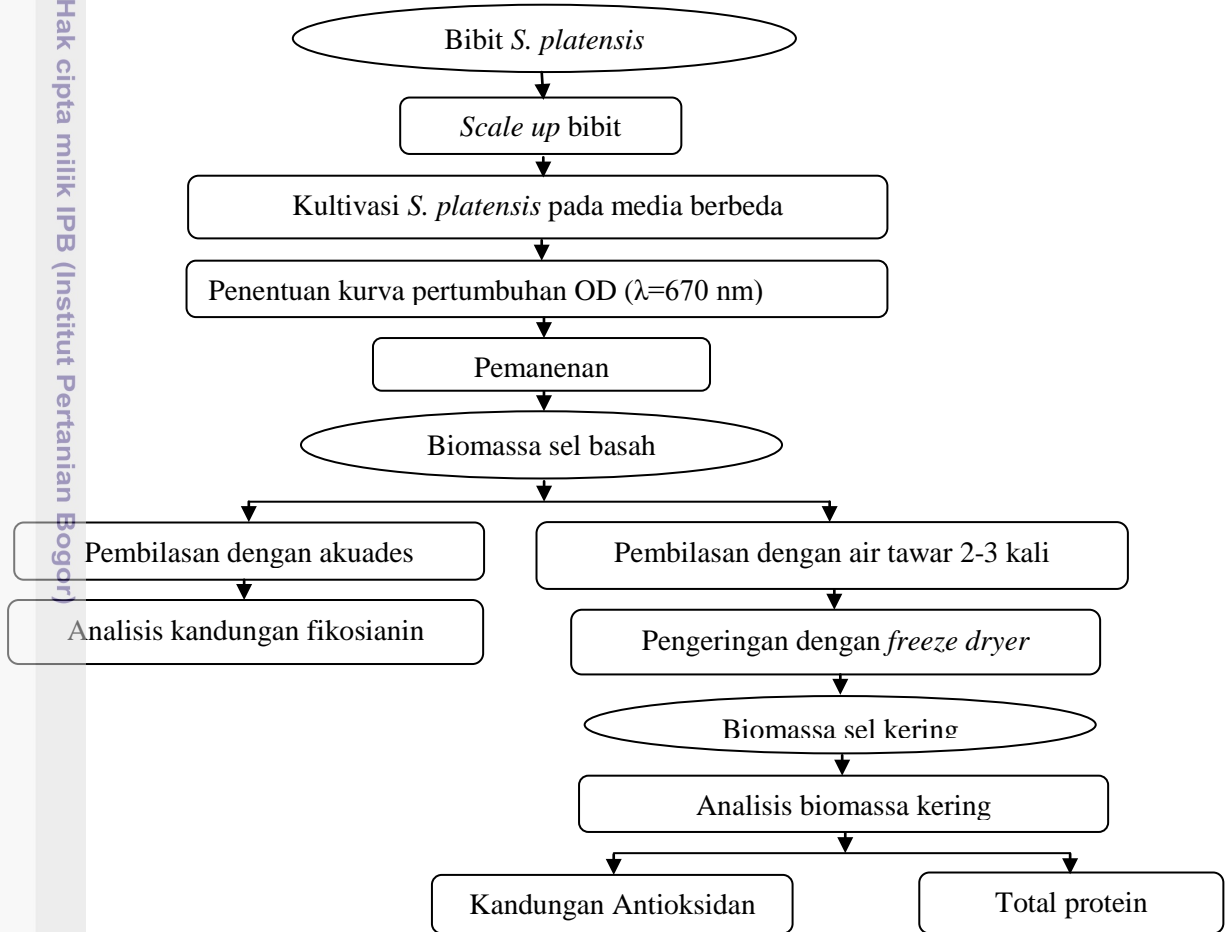 Hak cipta milik IPB (Institut Pertanian Bogor)
Bibit S. platensis
Scale up bibit
Kultivasi S. platensis pada media berbeda
Penentuan kurva pertumbuhan OD (λ=670 nm)
Pemanenan
Biomassa sel basah
Pembilasan dengan akuades
Pembilasan dengan air tawar 2-3 kali
Analisis kandungan fikosianin
Pengeringan dengan freeze dryer
Biomassa sel kering
Analisis biomassa kering
Kandungan Antioksidan
Total protein